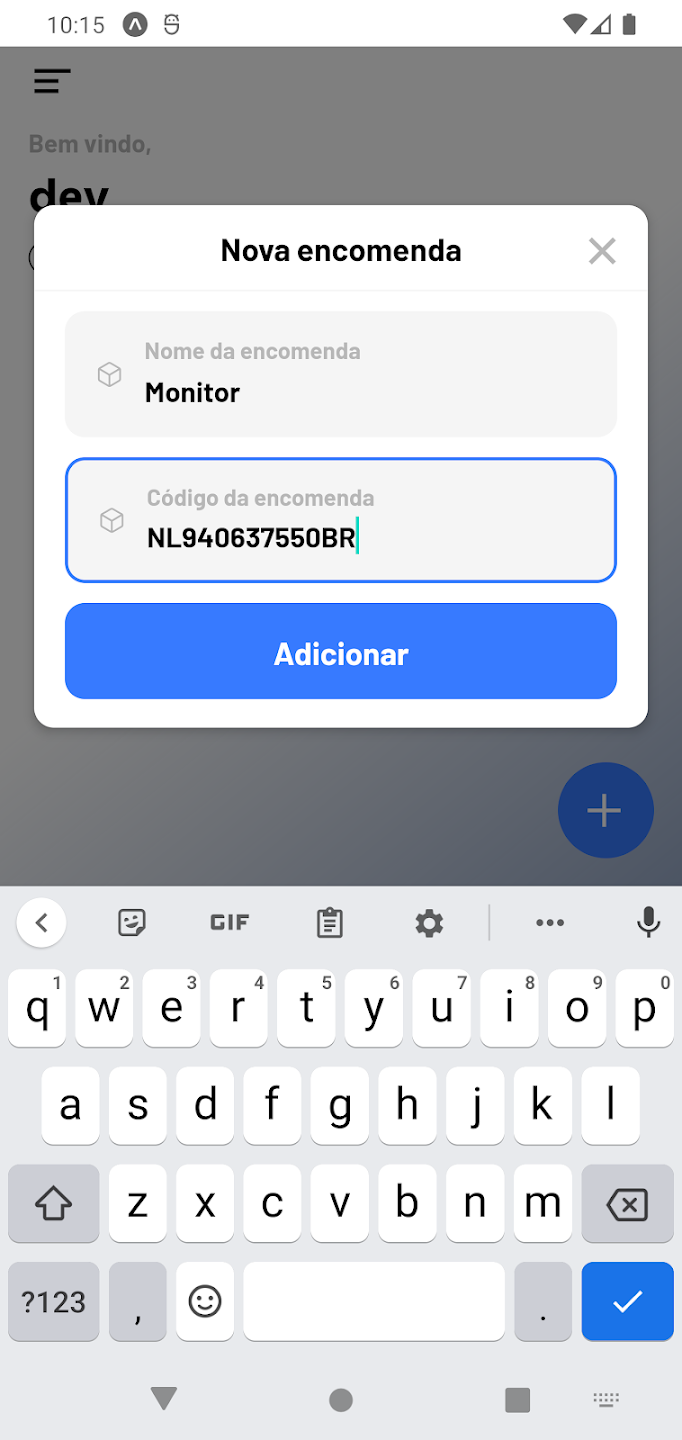 10:15
Bem vindo,
dev
Nova encomenda
Nome da encomenda
Monitor
Código da encomenda
NL940637550BR
Adicionar
GIF
1 2 3 4 5 6 7 8 9 0
q w e r t y u i o p
a s d f g h j k l
z x c v b n m
?123 , .